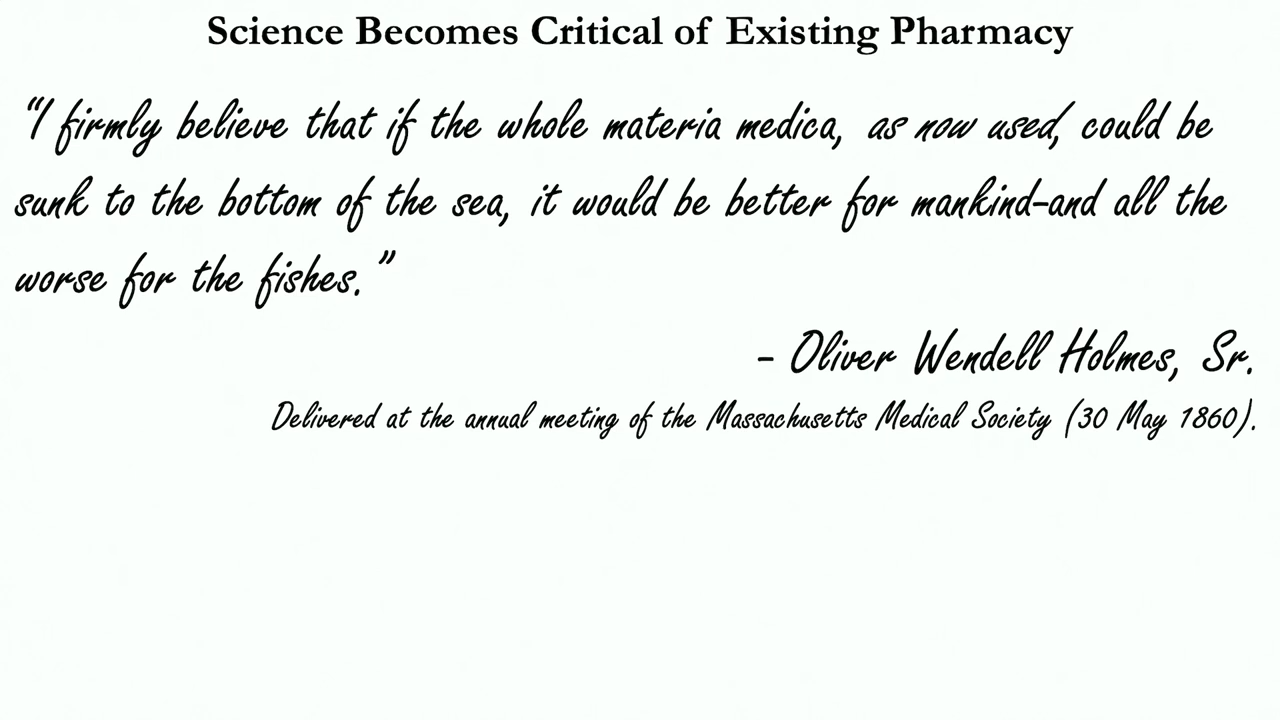 Science Becomes Critical of Existing Pharmacy
“I firmly believe that if the whole materia medica, as now used, could be
sunk to the bottom of the sea, it would be better for mankind–and all the
worse for the fishes.”
– Oliver Wendell Holmes, Sr.
Delivered at the annual meeting of the Massachusetts Medical Society (30 May 1860).